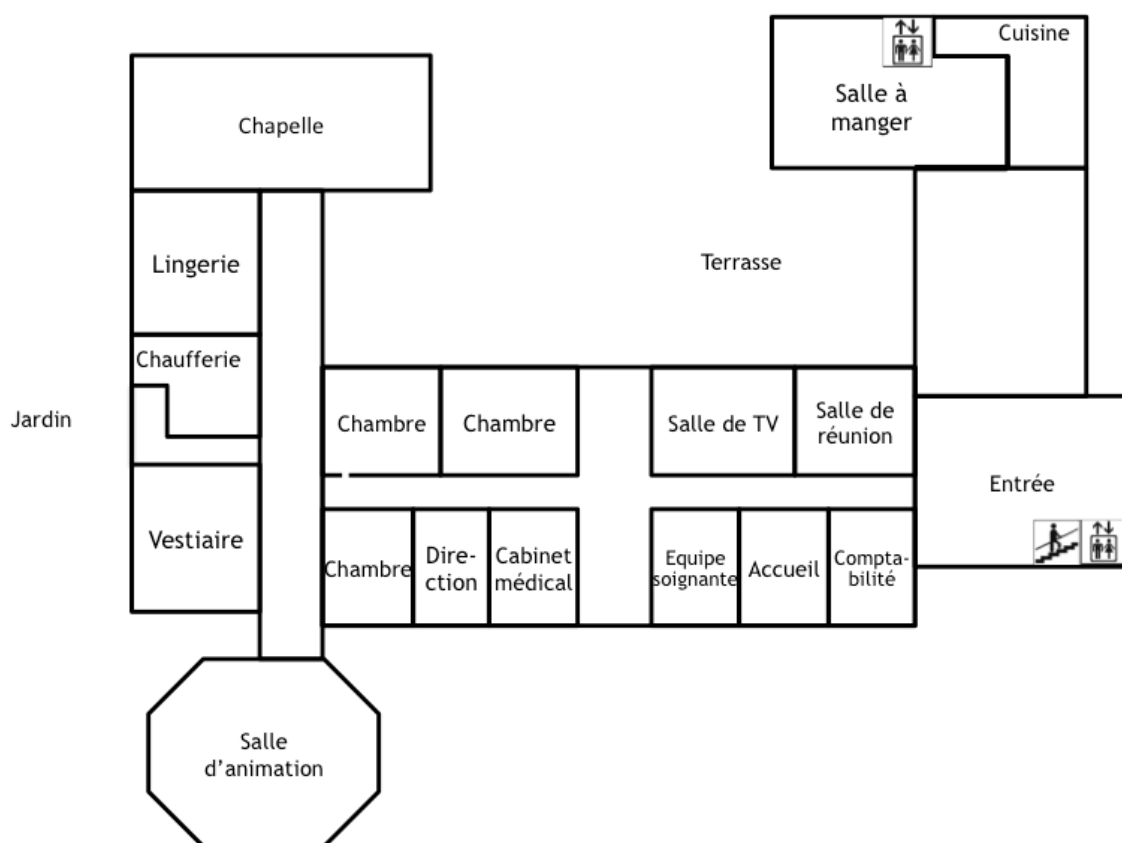 Cuisine
Salle à
manger
Chapelle
Lingerie
Terrasse
Chaufferie
Jardin
Chambre
Chambre
Salle de TV
Salle de
réunion
Entrée
Vestiaire
Chambre
Dire-
ction
Cabinet
médical
Equipe
soignante
Accueil
Compta-
bilité
Salle
d'animation